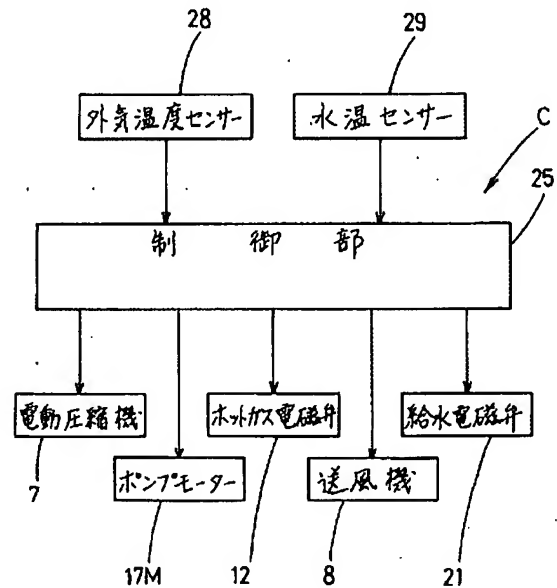 28
29
外気温度センサー
水温センサー
C
25
制御部
電動圧縮機
ホットガス電磁弁
給水電磁弁
7
ポンプモーター
送風機
17M
12
8
21